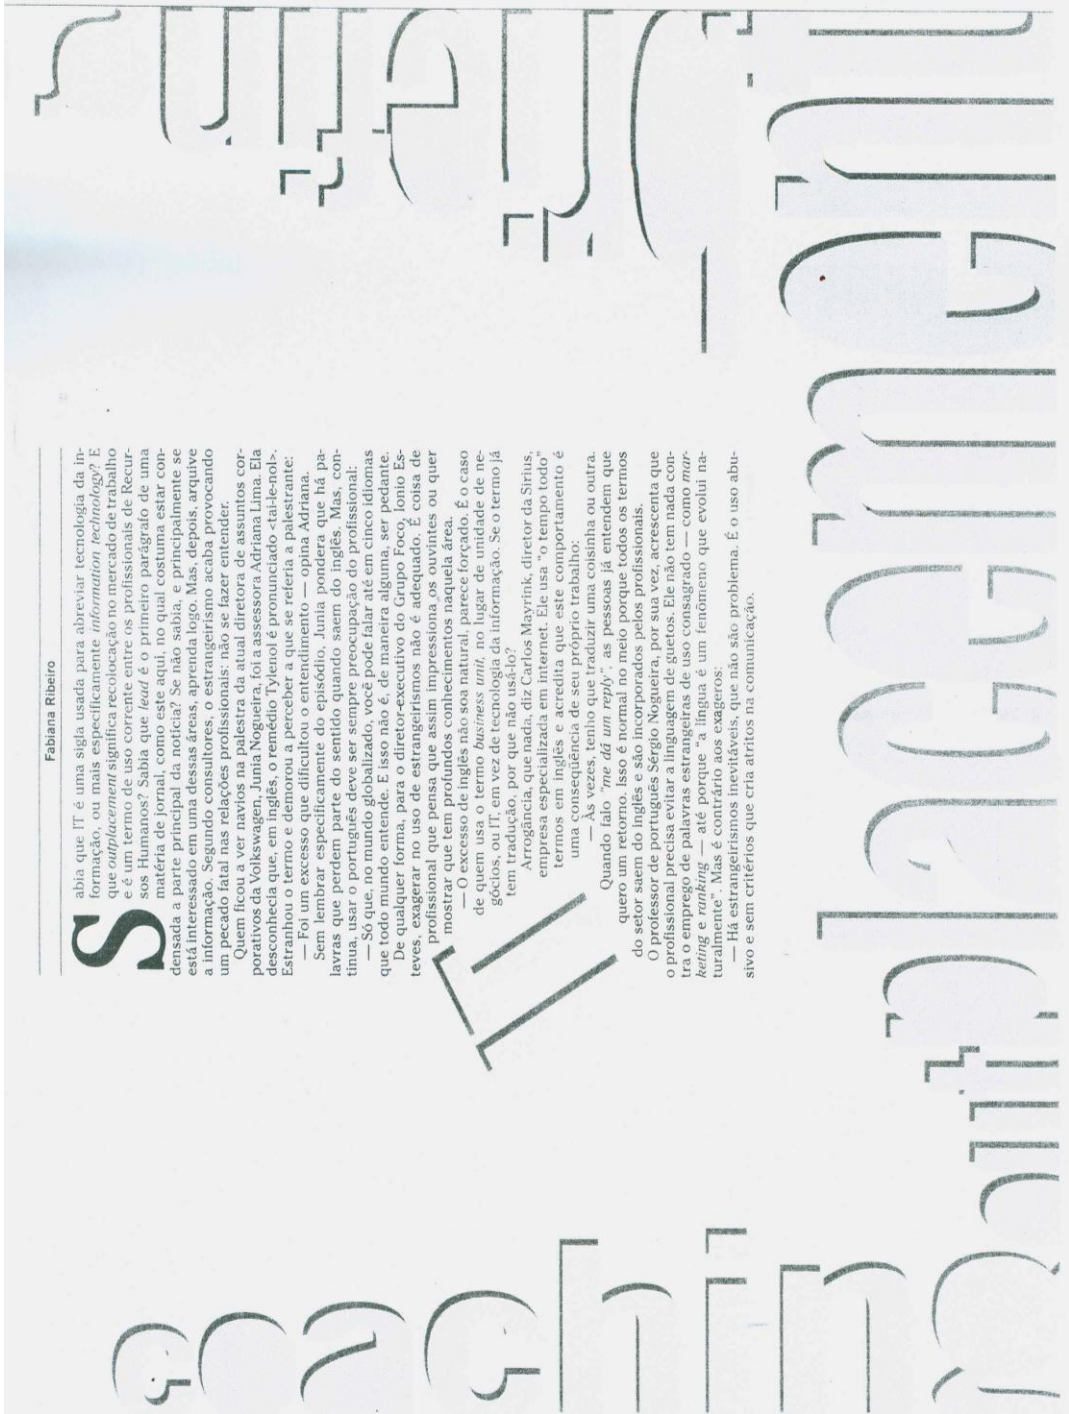 Fabiana Ribeiro
Sabia que IT é uma sigla usada para abreviar tecnologia da in-
formação, ou mais especificamente information technology? E
que outplacement significa recolocação no mercado de trabalho
e é um termo de uso corrente entre os profissionais de Recur-
sos Humanos? Sabia que lead é o primeiro parágrafo de uma
matéria de jornal, como este aqui, no qual costuma estar con-
densada a parte principal da notícia? Se não sabia, e principalmente se
está interessado em uma dessas áreas, aprenda logo. Mas, depois, arquive
a informação. Segundo consultores, o estrangeirismo acaba provocando
um pecado fatal nas relações profissionais: não se fazer entender.
Quem ficou a ver navios na palestra da atual diretora de assuntos cor-
porativos da Volkswagen, Junia Nogueira, foi a assessora Adriana Lima. Ela
desconhecia que, em inglês, o remédio Tylenol é pronunciado <tai-le-nol>.
Estranhou o termo e demorou a perceber a que se referia a palestrante:
— Foi um excesso que dificultou o entendimento — opina Adriana.
Sem lembrar especificamente do episódio, Junia pondera que há pa-
lavras que perdem parte do sentido quando saem do inglês. Mas, con-
tinua, usar o português deve ser sempre preocupação do profissional:
— Só que, no mundo globalizado, você pode falar até em cinco idiomas
que todo mundo entende. E isso não é, de maneira alguma, ser pedante.
De qualquer forma, para o diretor-executivo do Grupo Foco, Ionio Es-
teves, exagerar no uso de estrangeirismos não é adequado. É coisa de
profissional que pensa que assim impressiona os ouvintes ou quer
mostrar que tem profundos conhecimentos naquela área.
— O excesso de inglês não soa natural, parece forçado. É o caso
de quem usa o termo business unit, no lugar de unidade de ne-
gócios, ou IT, em vez de tecnologia da informação. Se o termo já
tem tradução, por que não usá-lo?
Arrogância, que nada, diz Carlos Mayrink, diretor da Sirius,
empresa especializada em internet. Ele usa "o tempo todo"
termos em inglês e acredita que este comportamento é
uma conseqüência de seu próprio trabalho:
— Às vezes, tenho que traduzir uma coisinha ou outra.
Quando falo "me dá um reply", as pessoas já entendem que
quero um retorno. Isso é normal no meio porque todos os termos
do setor saem do inglês e são incorporados pelos profissionais.
O professor de português Sérgio Nogueira, por sua vez, acrescenta que
o profissional precisa evitar a linguagem de guetos. Ele não tem nada con-
tra o emprego de palavras estrangeiras de uso consagrado — como mar-
keting e ranking — até porque "a língua é um fenômeno que evolui na-
turalmente". Mas é contrário aos exageros:
— Há estrangeirismos inevitáveis, que não são problema. É o uso abu-
sivo e sem critérios que cria atritos na comunicação.
IT